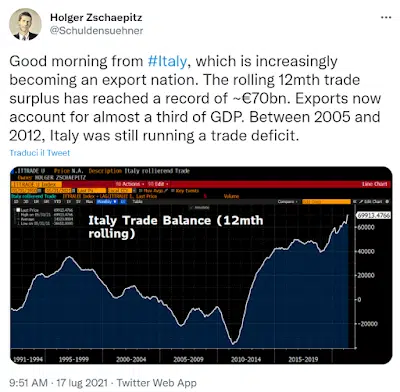 Holger Zschaepitz
@Schuldensuehner
Good morning from #Italy, which is increasingly
becoming an export nation. The rolling 12mth trade
surplus has reached a record of ~€70bn. Exports now
account for almost a third of GDP. Between 2005 and
2012, Italy was still running a trade deficit.
Traduci il Tweet
.ITTRADE U Price N.A. Description Italy rollierend Trade
Owner HOLGER ZSCHAEPITZ
Line Chart
Italy Trade Balance (12mth
rolling)
69913.4766
40000
20000
0
-20000
1991-1994 1995-1999 2000-2004 2005-2009 2010-2014 2015-2019
9:51 AM · 17 lug 2021 · Twitter Web App